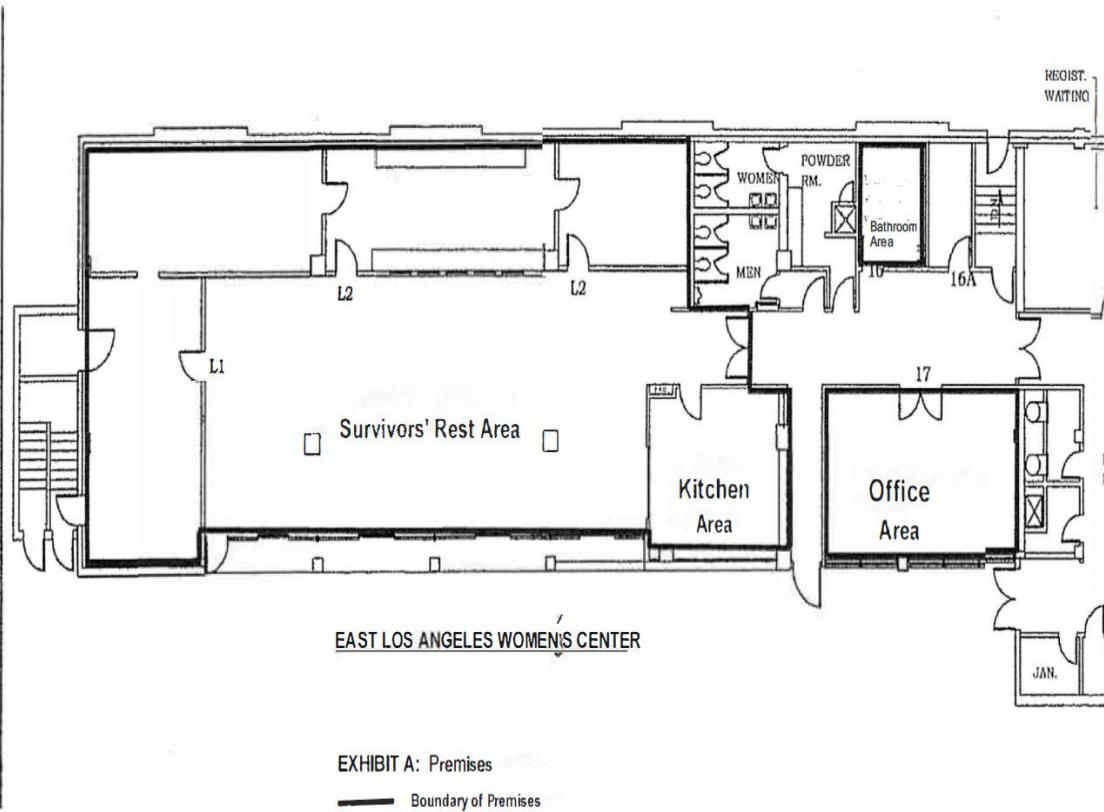 REGIST.
WAITING
WOMEN
POWDER
RM.
Bathroom
Area
MEN
16
16A
DN
L2
L2
L1
17
Survivors' Rest Area
Kitchen
Area
Office
Area
EAST LOS ANGELES WOMEN'S CENTER
JAN.
EXHIBIT A: Premises
Boundary of Premises